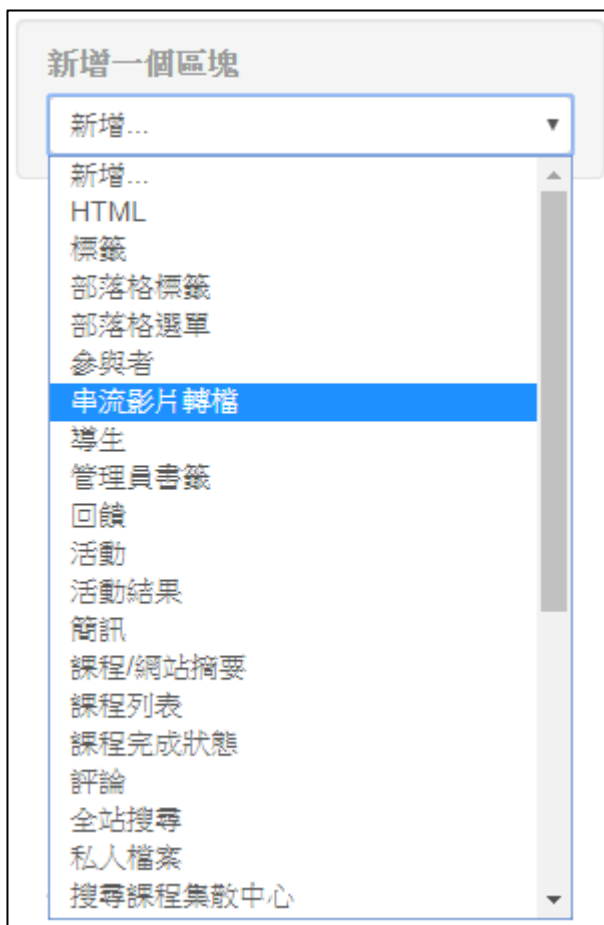 新增一個區塊
新增...
新增...
HTML
標籤
部落格標籤
部落格選單
參與者
串流影片轉檔
導生
管理員書籤
回饋
活動
活動結果
簡訊
課程/網站摘要
課程列表
課程完成狀態
評論
全站搜尋
私人檔案
搜尋課程集散中心